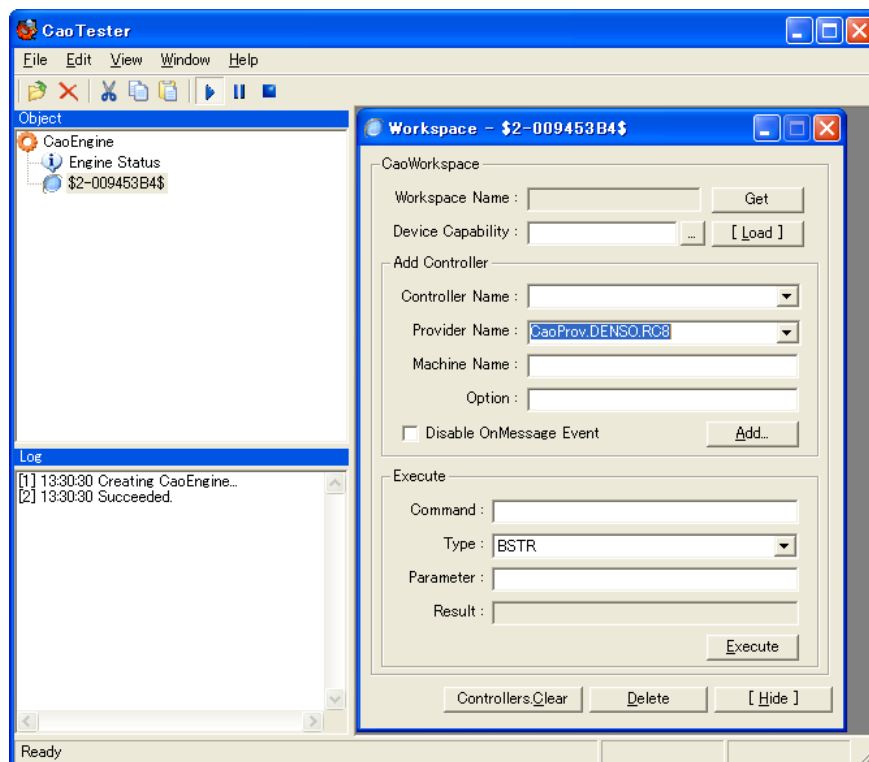 CaoTester
File Edit View Window Help
Object
CaoEngine
Engine Status
$2-009453B4$
Log
[1] 13:30:30 Creating CaoEngine...
[2] 13:30:30 Succeeded.
Workspace - $2-009453B4$
CaoWorkspace
Workspace Name : Get
Device Capability : ... [ Load ]
Add Controller
Controller Name :
Provider Name : CaoProv.DENSO.RC8
Machine Name :
Option :
Disable OnMessage Event Add...
Execute
Command :
Type : BSTR
Parameter :
Result :
Execute
Controllers.Clear Delete [ Hide ]
Ready